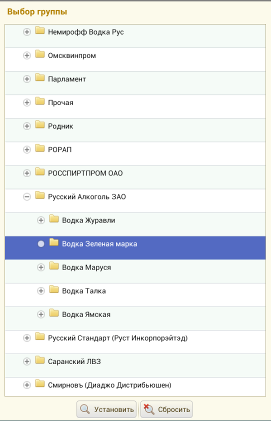 Выбор группы
Немирофф Водка Рус
Омсквинпром
Парламент
Прочая
Родник
РОРАП
РОССПИРТПРОМ ОАО
Русский Алкоголь ЗАО
Водка Журавли
Водка Зеленая марка
Водка Маруся
Водка Талка
Водка Ямская
Русский Стандарт (Руст Инкорпорэйтэд)
Саранский ЛВЗ
Смирновъ (Диаджо Дистрибьюшен)
Установить Сбросить